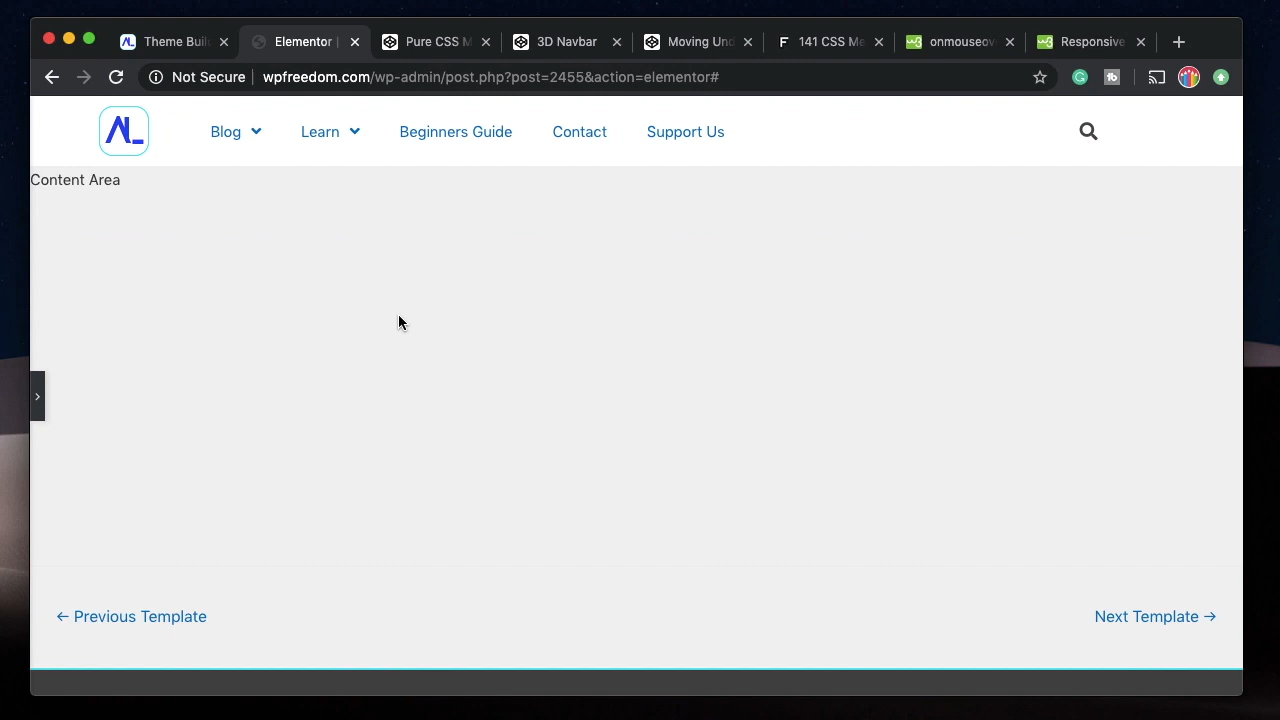 Theme Buil
Elementor |
Pure CSS M
3D Navbar
Moving Und
F 141 CSS Me
onmouseov
Responsive
Not Secure wpfreedom.com/wp-admin/post.php?post=2455&action=elementor#
AL
Blog Learn Beginners Guide Contact Support Us
Content Area
← Previous Template
Next Template →